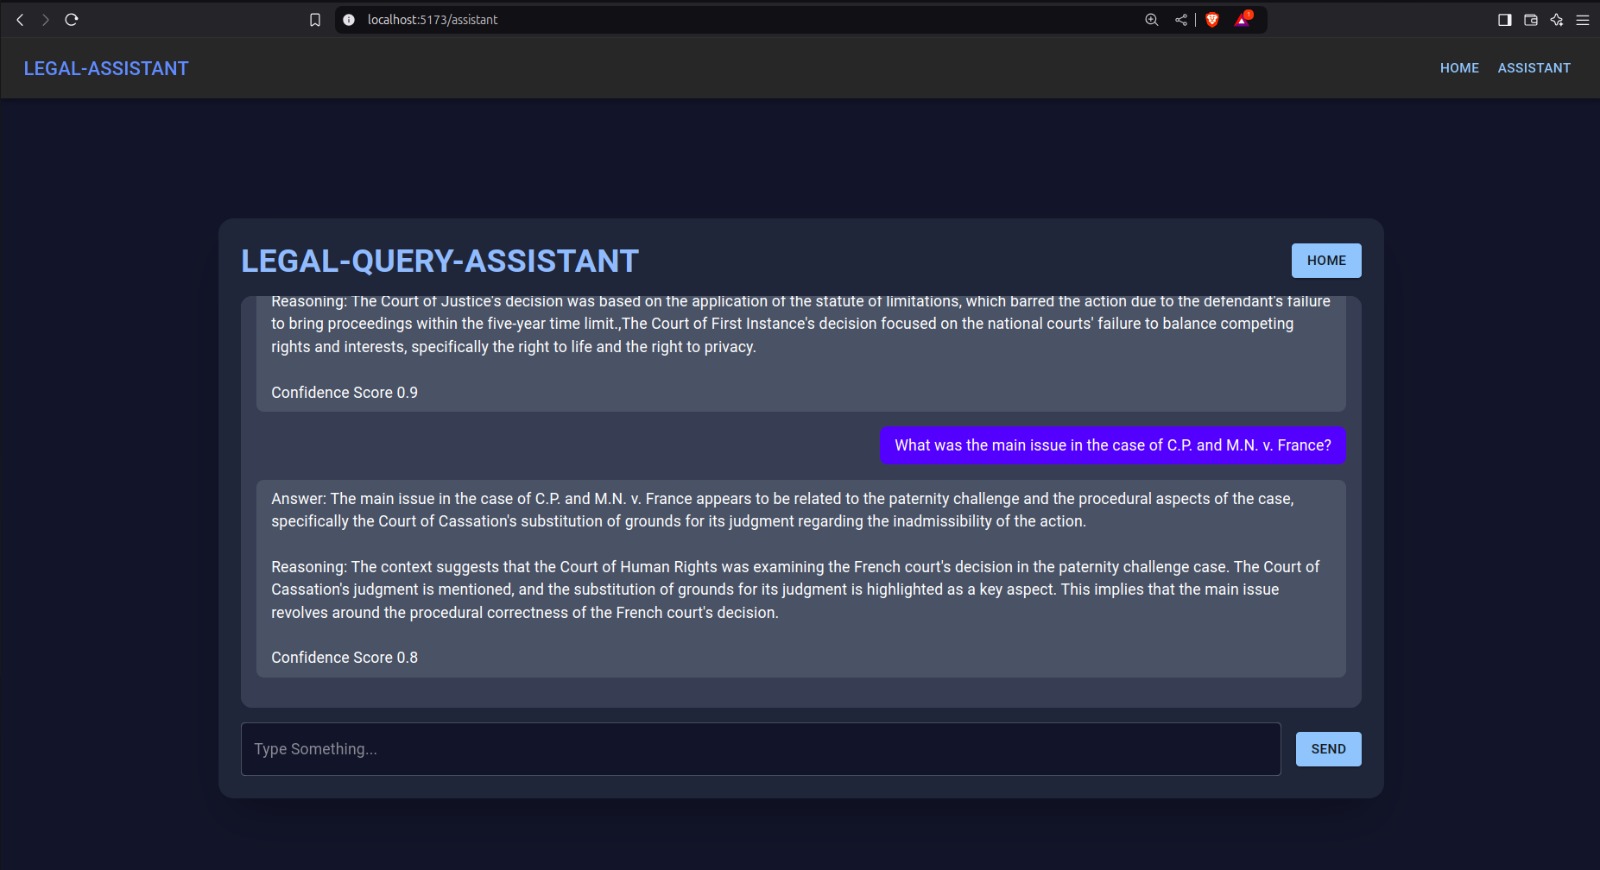 localhost:5173/assistant
1
LEGAL-ASSISTANT
HOME ASSISTANT
LEGAL-QUERY-ASSISTANT
HOME
Reasoning: The Court of Justice's decision was based on the application of the statute of limitations, which barred the action due to the defendant's failure
to bring proceedings within the five-year time limit.,The Court of First Instance's decision focused on the national courts' failure to balance competing
rights and interests, specifically the right to life and the right to privacy.
Confidence Score 0.9
What was the main issue in the case of C.P. and M.N. v. France?
Answer: The main issue in the case of C.P. and M.N. v. France appears to be related to the paternity challenge and the procedural aspects of the case,
specifically the Court of Cassation's substitution of grounds for its judgment regarding the inadmissibility of the action.
Reasoning: The context suggests that the Court of Human Rights was examining the French court's decision in the paternity challenge case. The Court of
Cassation's judgment is mentioned, and the substitution of grounds for its judgment is highlighted as a key aspect. This implies that the main issue
revolves around the procedural correctness of the French court's decision.
Confidence Score 0.8
Type Something...
SEND